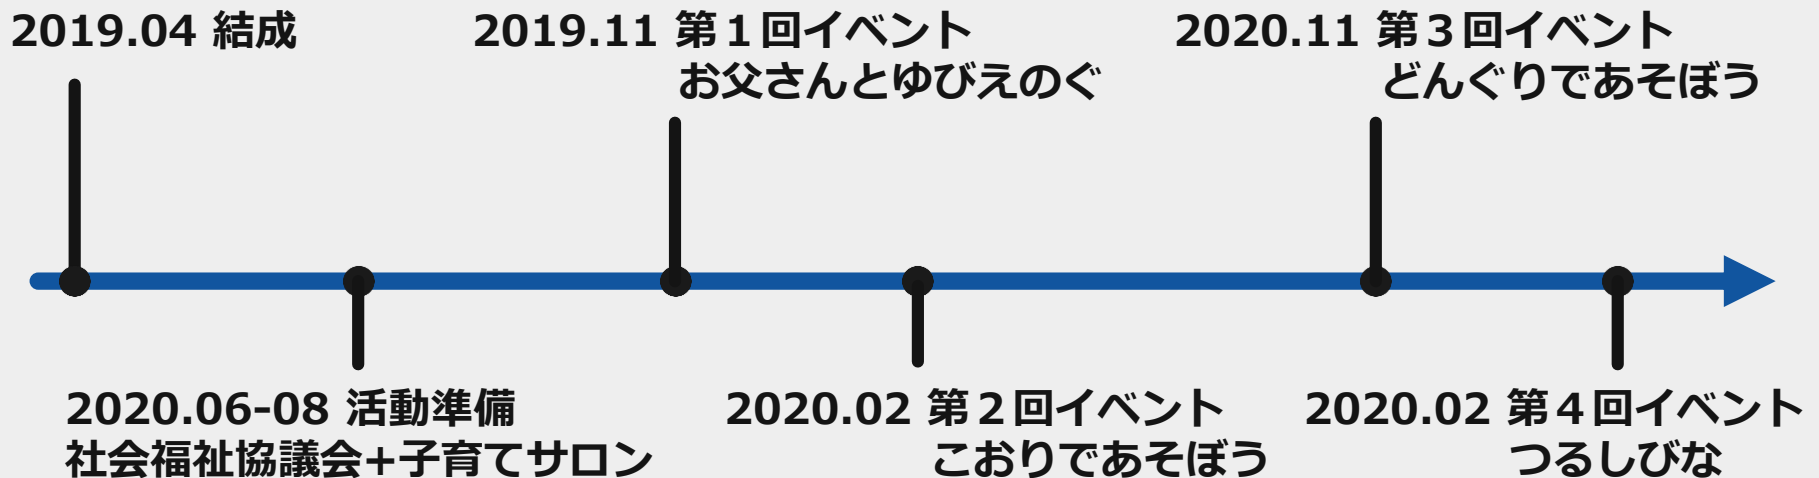 2019.04 結成
2019.11 第１回イベント
お父さんとゆびえのぐ
2020.11 第３回イベント
どんぐりであそぼう
2020.06-08 活動準備
社会福祉協議会+子育てサロン
2020.02 第２回イベント
こおりであそぼう
2020.02 第４回イベント
つるしびな